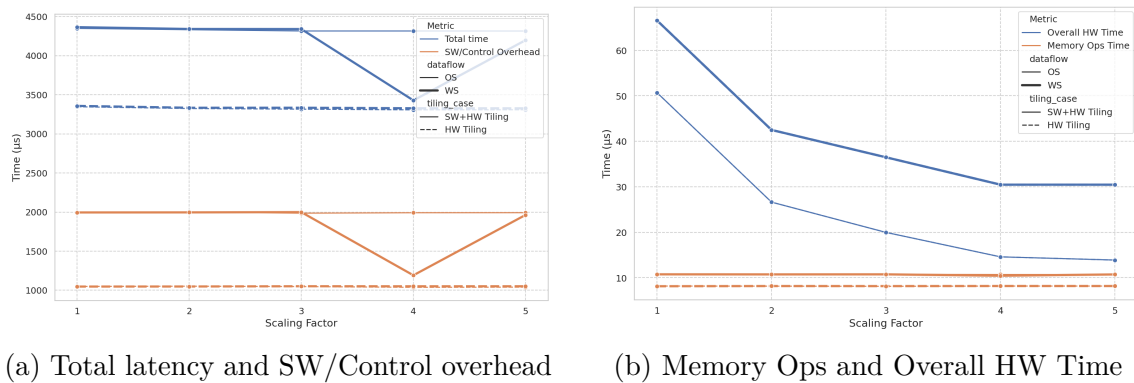 4500
4000
3500
3000
2500
2000
1500
1000
Time (µs)
1
2
3
4
5
Scaling Factor
Metric
Total time
SW/Control Overhead
dataflow
OS
WS
tiling_case
SW+HW Tiling
HW Tiling
(a) Total latency and SW/Control overhead
60
50
40
30
20
10
Time (µs)
1
2
3
4
5
Scaling Factor
Metric
Overall HW Time
Memory Ops Time
dataflow
OS
WS
tiling_case
SW+HW Tiling
HW Tiling
(b) Memory Ops and Overall HW Time